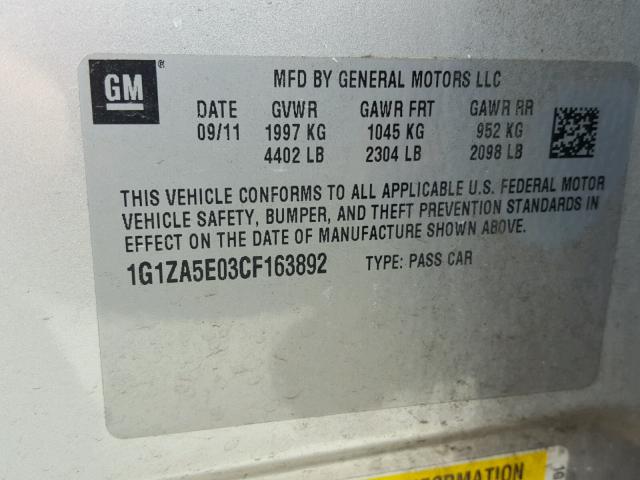 GM ®
MFD BY GENERAL MOTORS LLC
DATE GVWR GAWR FRT GAWR RR
09/11 1997 KG 1045 KG 952 KG
4402 LB 2304 LB 2098 LB
THIS VEHICLE CONFORMS TO ALL APPLICABLE U.S. FEDERAL MOTOR
VEHICLE SAFETY, BUMPER, AND THEFT PREVENTION STANDARDS IN
EFFECT ON THE DATE OF MANUFACTURE SHOWN ABOVE.
1G1ZA5E03CF163892 TYPE: PASS CAR